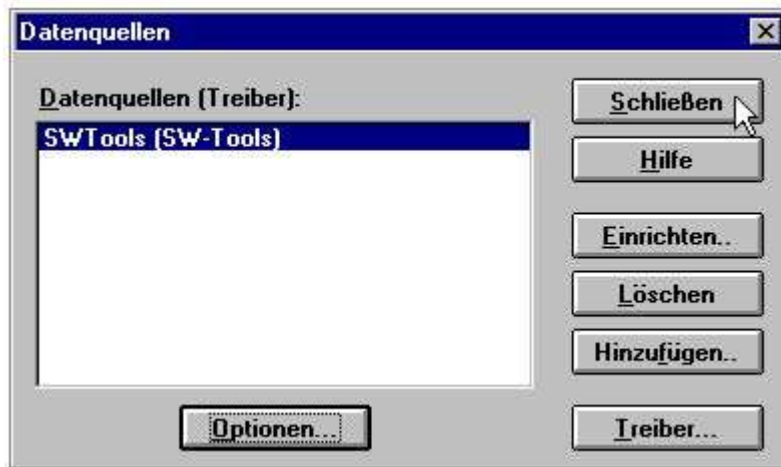 Datenquellen
Datenquellen (Treiber):
SWTools (SW-Tools)
Schließen
Hilfe
Einrichten..
Löschen
Hinzufügen..
Optionen...
Treiber...